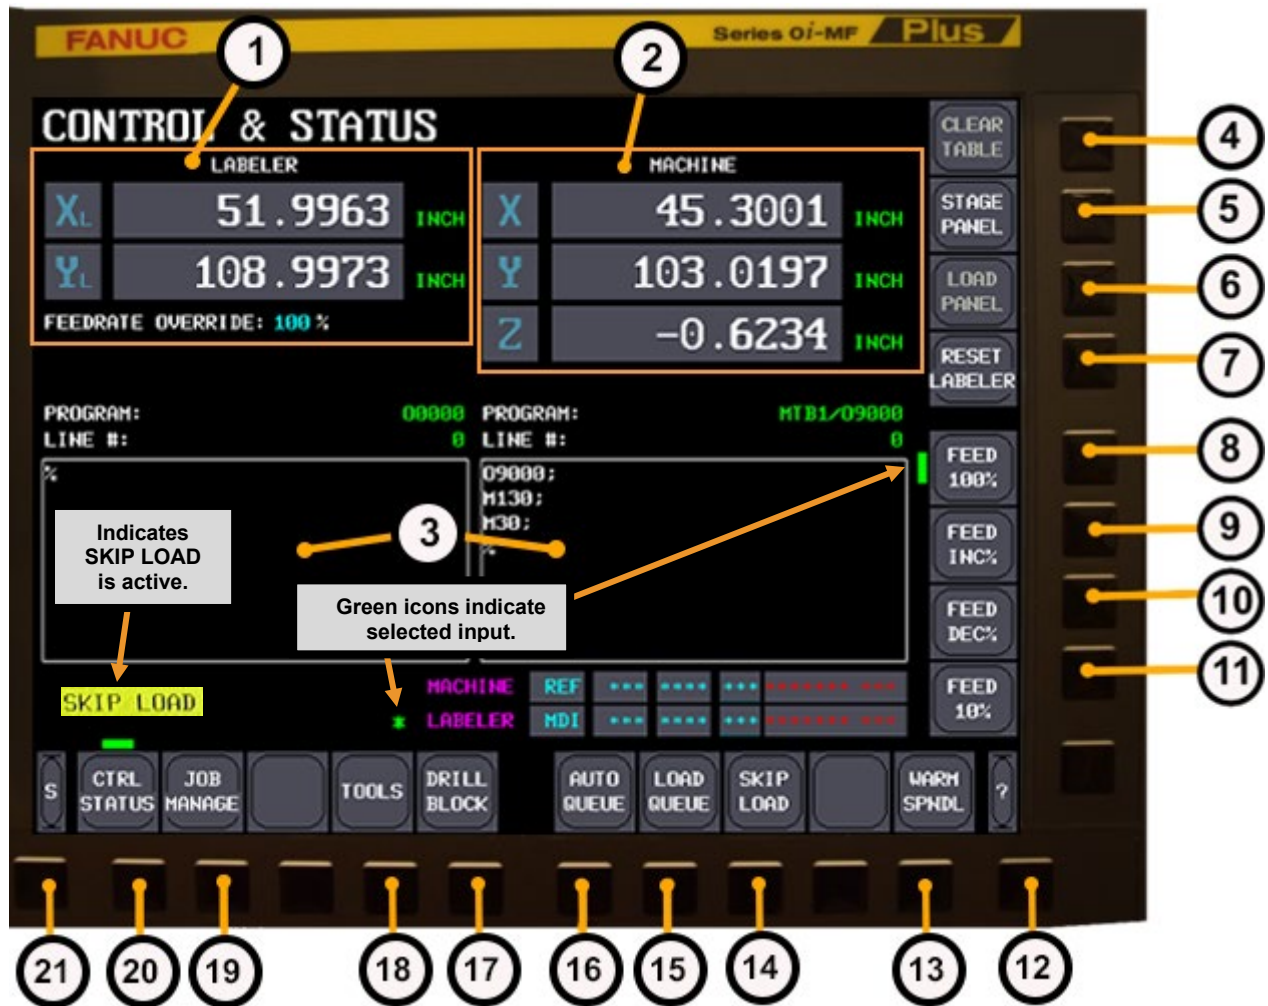 FANUC
Series 0i-MF Plus
1
2
CONTROL & STATUS
LABELER
XL 51.9963 INCH
YL 108.9973 INCH
FEEDRATE OVERRIDE: 100 %
MACHINE
X 45.3001 INCH
Y 103.0197 INCH
Z -0.6234 INCH
CLEAR
TABLE
4
STAGE
PANEL
5
LOAD
PANEL
6
RESET
LABELER
7
PROGRAM: O0000
LINE #: 0
%
PROGRAM: MTB1/O9000
LINE #: 0
O9000;
M130;
M30;
%
3
Indicates
SKIP LOAD
is active.
Green icons indicate
selected input.
FEED
100%
8
FEED
INC%
9
FEED
DEC%
10
FEED
10%
11
SKIP LOAD
MACHINE REF *** **** *** ******* ***
* LABELER MDI *** **** *** ******* ***
S
CTRL
STATUS
JOB
MANAGE
TOOLS
DRILL
BLOCK
AUTO
QUEUE
LOAD
QUEUE
SKIP
LOAD
WARM
SPNDL
?
21 20 19 18 17 16 15 14 13 12